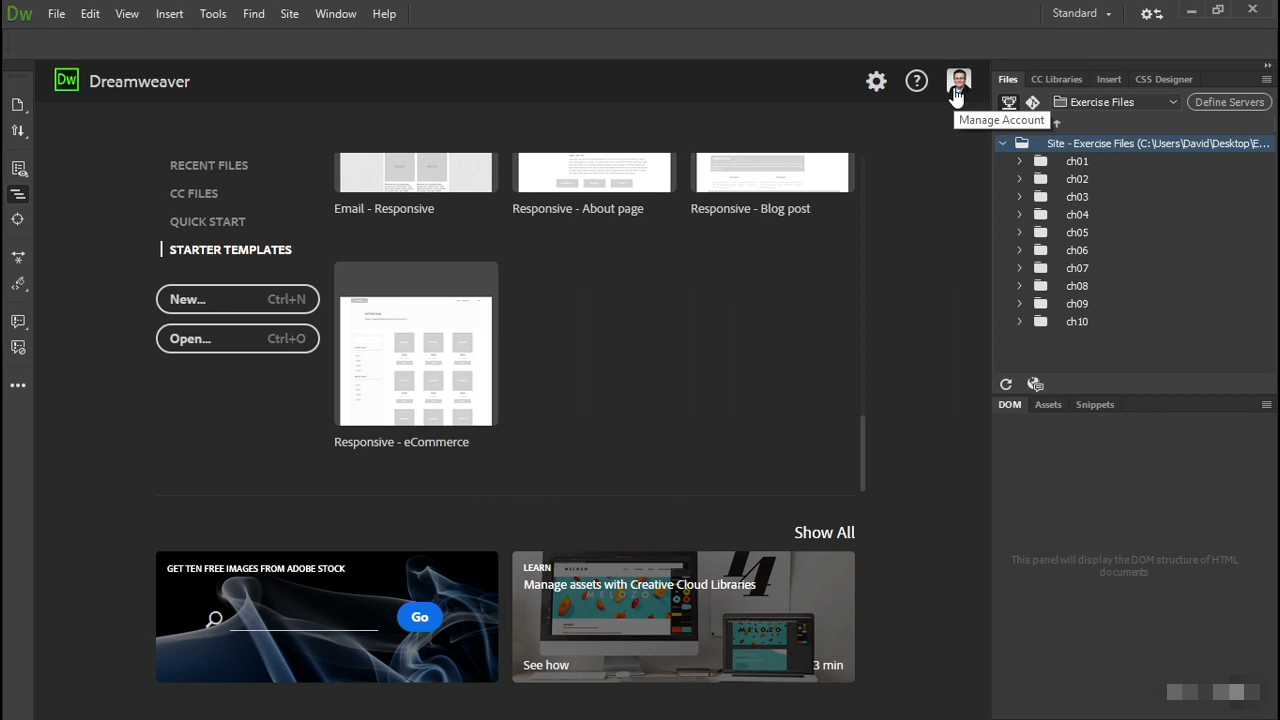 Dw File Edit View Insert Tools Find Site Window Help Standard
Dw Dreamweaver
Manage Account
RECENT FILES
CC FILES
QUICK START
STARTER TEMPLATES
New... Ctrl+N
Open... Ctrl+O
Email - Responsive
Responsive - About page
Responsive - Blog post
Responsive - eCommerce
Show All
GET TEN FREE IMAGES FROM ADOBE STOCK
Go
LEARN
Manage assets with Creative Cloud Libraries
MELOZO
See how
3 min
Files CC Libraries Insert CSS Designer
Exercise Files Define Servers
Site - Exercise Files (C:\Users\David\Desktop\E...
ch01
ch02
ch03
ch04
ch05
ch06
ch07
ch08
ch09
ch10
DOM Assets Snippets
This panel will display the DOM structure of HTML
documents